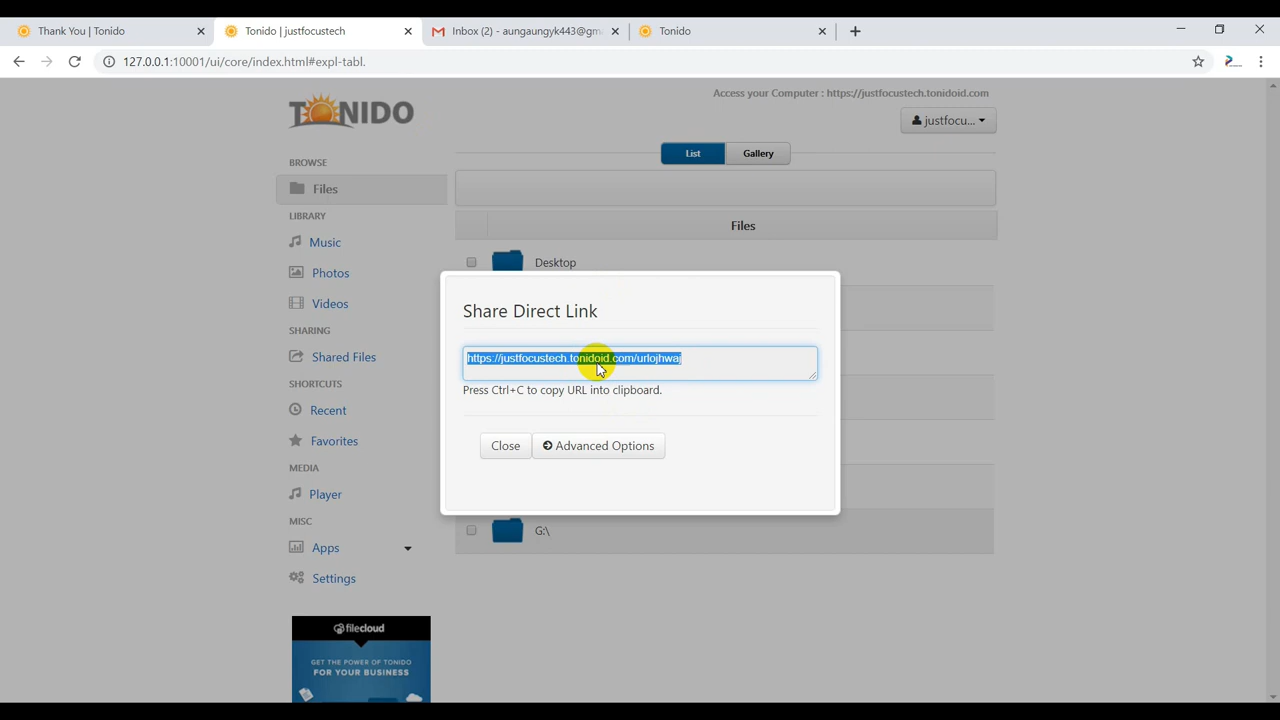 Thank You | Tonido
Tonido | justfocustech
Inbox (2) - aungaungyk443@gm
Tonido
127.0.0.1:10001/ui/core/index.html#expl-tabl.
TONIDO
Access your Computer : https://justfocustech.tonidoid.com
justfocu...
List
Gallery
BROWSE
Files
LIBRARY
Music
Photos
Videos
SHARING
Shared Files
SHORTCUTS
Recent
Favorites
MEDIA
Player
MISC
Apps
Settings
Files
Desktop
G:\
Share Direct Link
https://justfocustech.tonidoid.com/urlojhwaj
Press Ctrl+C to copy URL into clipboard.
Close
Advanced Options
filecloud
GET THE POWER OF TONIDO
FOR YOUR BUSINESS